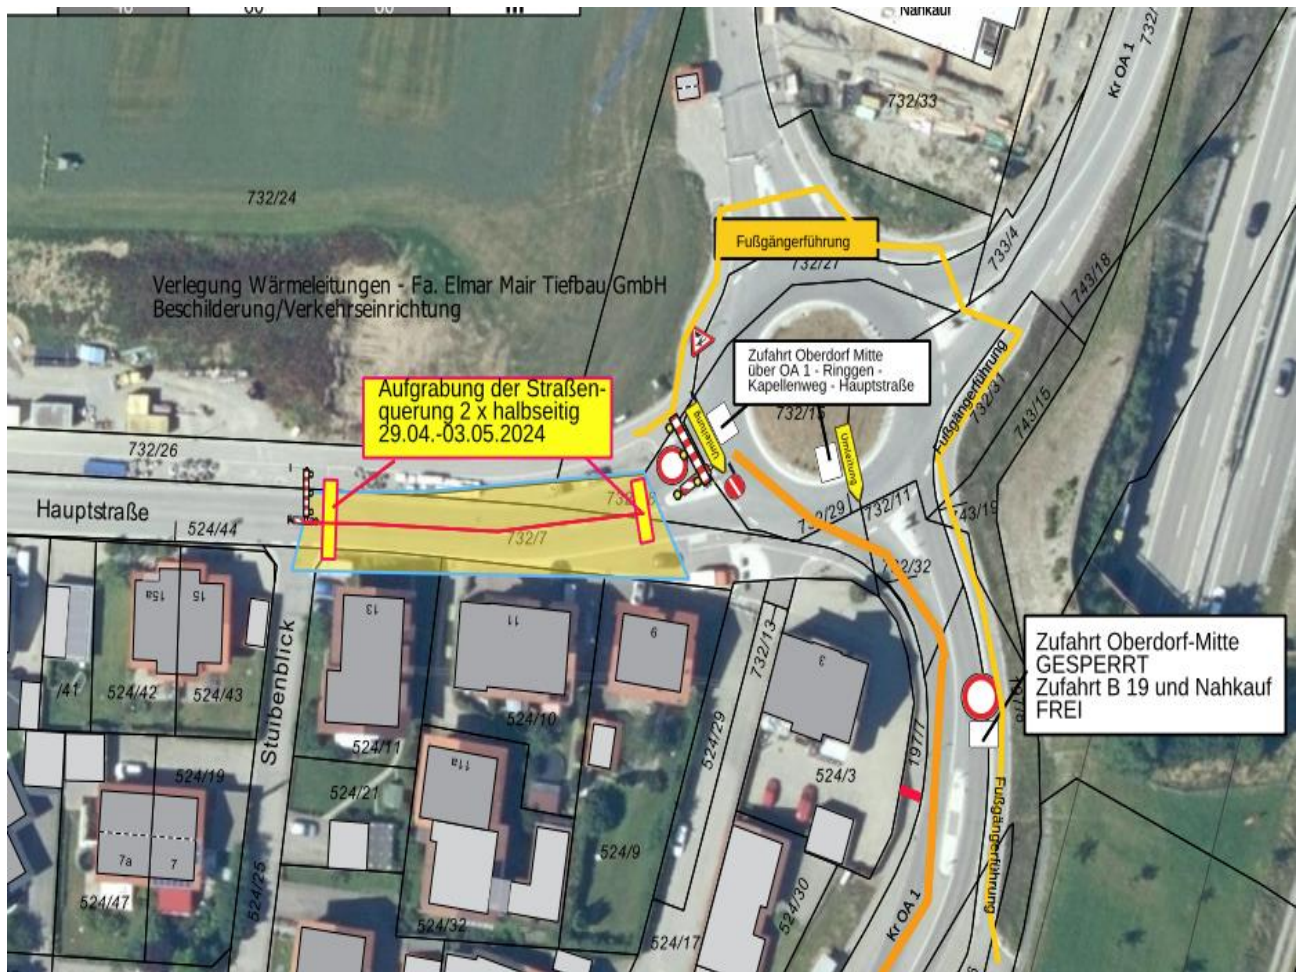 Nahkauf
732/33
Kr OA 1
732/
732/24
Fußgängerführung
732/27
733/4
743/18
Verlegung Wärmeleitungen - Fa. Elmar Mair Tiefbau GmbH
Beschilderung/Verkehrseinrichtung
Zufahrt Oberdorf Mitte
über OA 1 - Ringgen -
Kapellenweg - Hauptstraße
Aufgrabung der Straßen-
querung 2 x halbseitig
29.04.-03.05.2024
Fußgängerführung
732/31
743/15
732/15
Umleitung
Umleitung
732/26
Hauptstraße
524/44
732/7
732/29
732/11
743/19
732/32
15a
15
13
11
9
3
732/13
Zufahrt Oberdorf-Mitte
GESPERRT
Zufahrt B 19 und Nahkauf
FREI
/41
524/42
524/43
Stuibenblick
524/11
524/10
524/29
197/7
524/3
11a
524/19
524/21
7a
7
524/9
Fußgängerführung
524/47
524/25
524/32
524/17
524/30
Kr OA 1